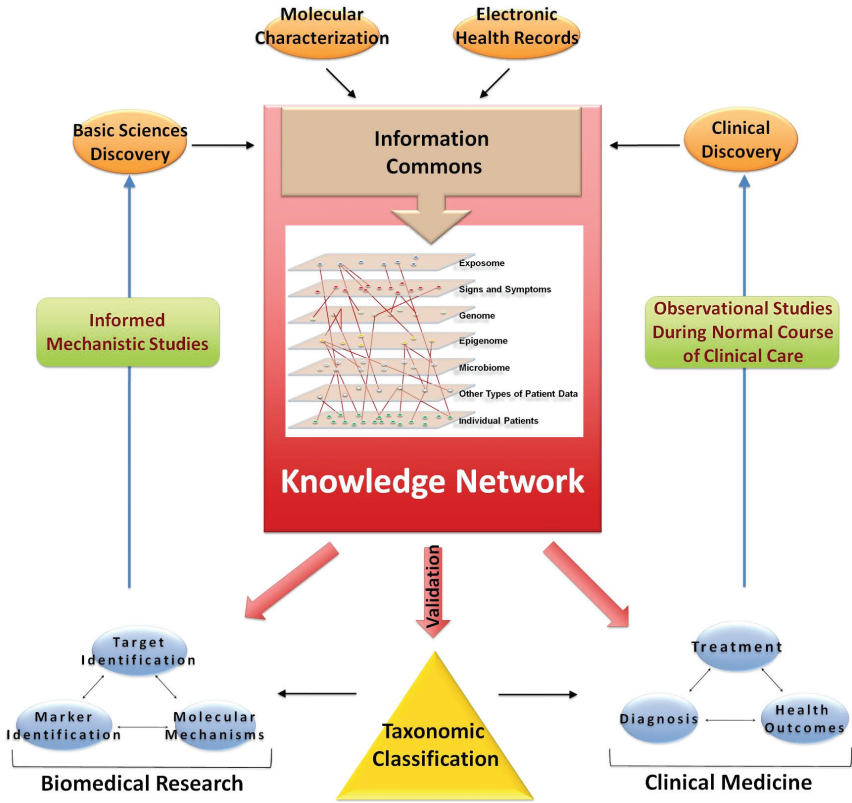 Molecular
Characterization
Electronic
Health Records
Basic Sciences
Discovery
Information
Commons
Clinical
Discovery
Exposome
Signs and Symptoms
Genome
Epigenome
Microbiome
Other Types of Patient Data
Individual Patients
Informed
Mechanistic Studies
Observational Studies
During Normal Course
of Clinical Care
Knowledge Network
Validation
Target
Identification
Marker
Identification
Molecular
Mechanisms
Biomedical Research
Taxonomic
Classification
Treatment
Diagnosis
Health
Outcomes
Clinical Medicine